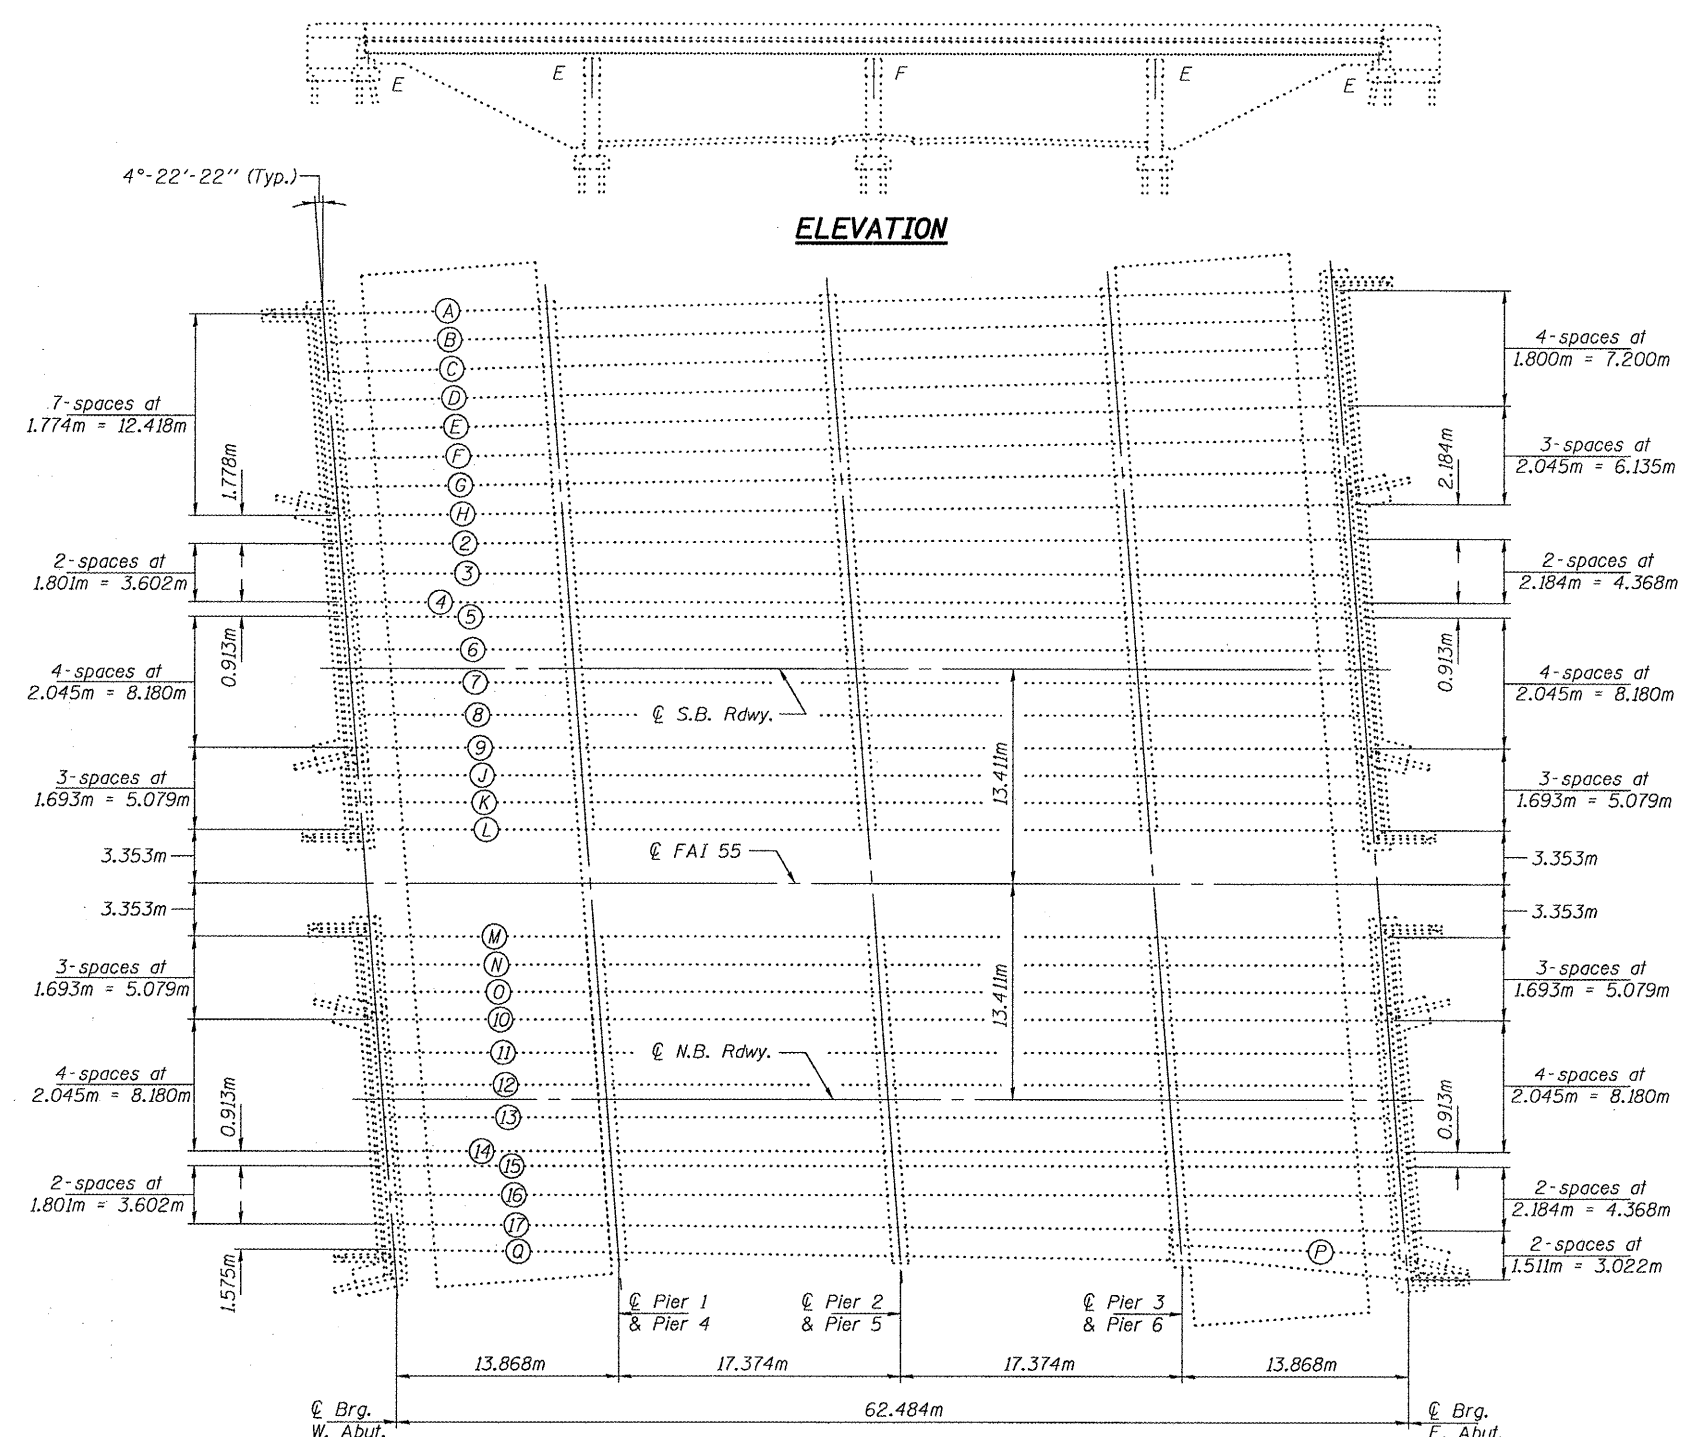 E
E
F
E
E
4°-22'-22" (Typ.)
ELEVATION
A
B
C
D
E
F
G
H
2
3
4
5
6
7
8
9
J
K
L
M
N
O
10
11
12
13
14
15
16
17
Q
P
7-spaces at
1.774m = 12.418m
1.778m
2-spaces at
1.801m = 3.602m
0.913m
4-spaces at
2.045m = 8.180m
3-spaces at
1.693m = 5.079m
3.353m
3.353m
3-spaces at
1.693m = 5.079m
4-spaces at
2.045m = 8.180m
0.913m
2-spaces at
1.801m = 3.602m
1.575m
℄ S.B. Rdwy.
13.411m
℄ FAI 55
13.411m
℄ N.B. Rdwy.
4-spaces at
1.800m = 7.200m
3-spaces at
2.045m = 6.135m
2.184m
2-spaces at
2.184m = 4.368m
0.913m
4-spaces at
2.045m = 8.180m
3-spaces at
1.693m = 5.079m
3.353m
3.353m
3-spaces at
1.693m = 5.079m
4-spaces at
2.045m = 8.180m
0.913m
2-spaces at
2.184m = 4.368m
2-spaces at
1.511m = 3.022m
℄ Pier 1
& Pier 4
℄ Pier 2
& Pier 5
℄ Pier 3
& Pier 6
13.868m
17.374m
17.374m
13.868m
62.484m
℄ Brg.
W. Abut.
℄ Brg.
E. Abut.